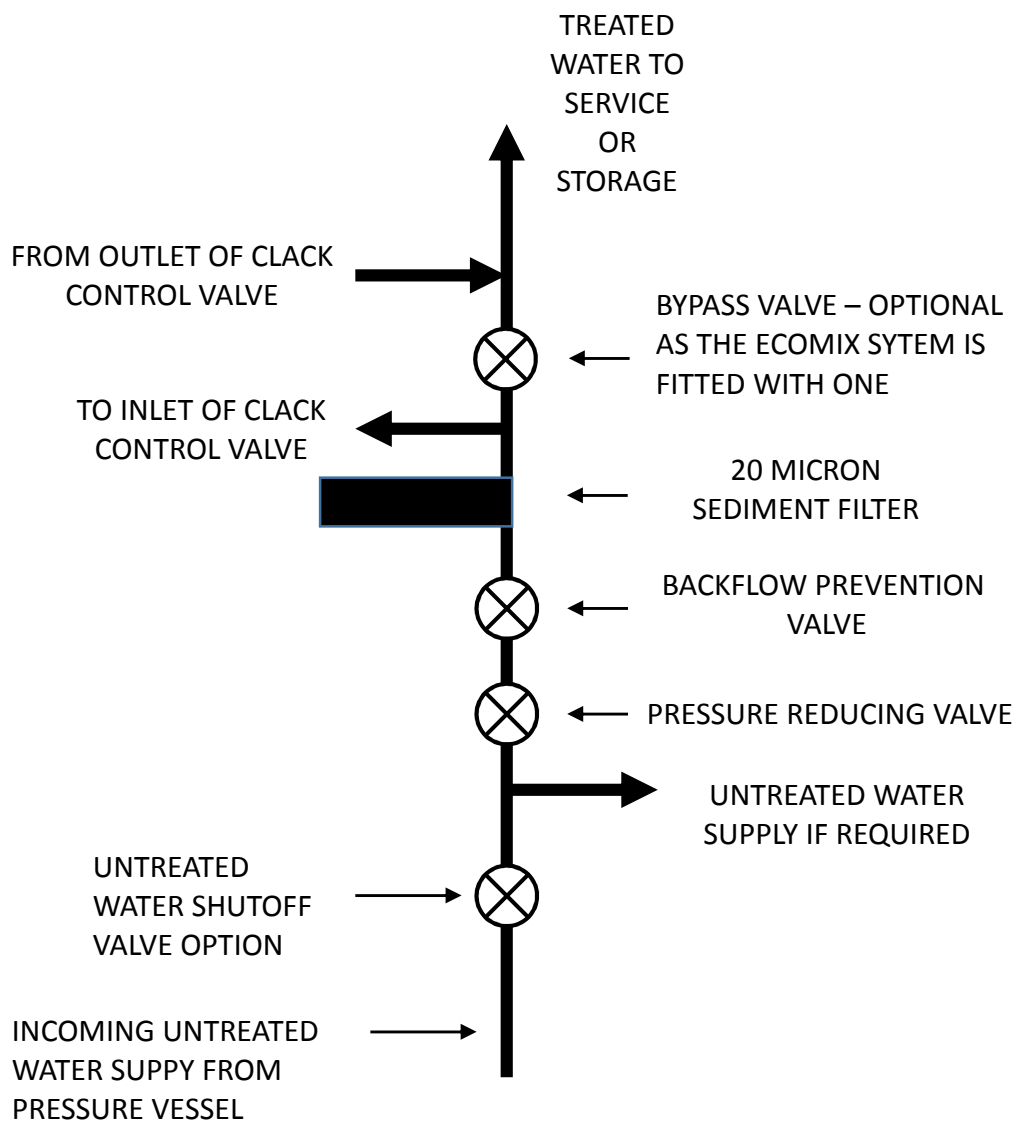 TREATED
WATER TO
SERVICE
OR
STORAGE
FROM OUTLET OF CLACK
CONTROL VALVE
BYPASS VALVE – OPTIONAL
AS THE ECOMIX SYTEM IS
FITTED WITH ONE
TO INLET OF CLACK
CONTROL VALVE
20 MICRON
SEDIMENT FILTER
BACKFLOW PREVENTION
VALVE
PRESSURE REDUCING VALVE
UNTREATED WATER
SUPPLY IF REQUIRED
UNTREATED
WATER SHUTOFF
VALVE OPTION
INCOMING UNTREATED
WATER SUPPY FROM
PRESSURE VESSEL